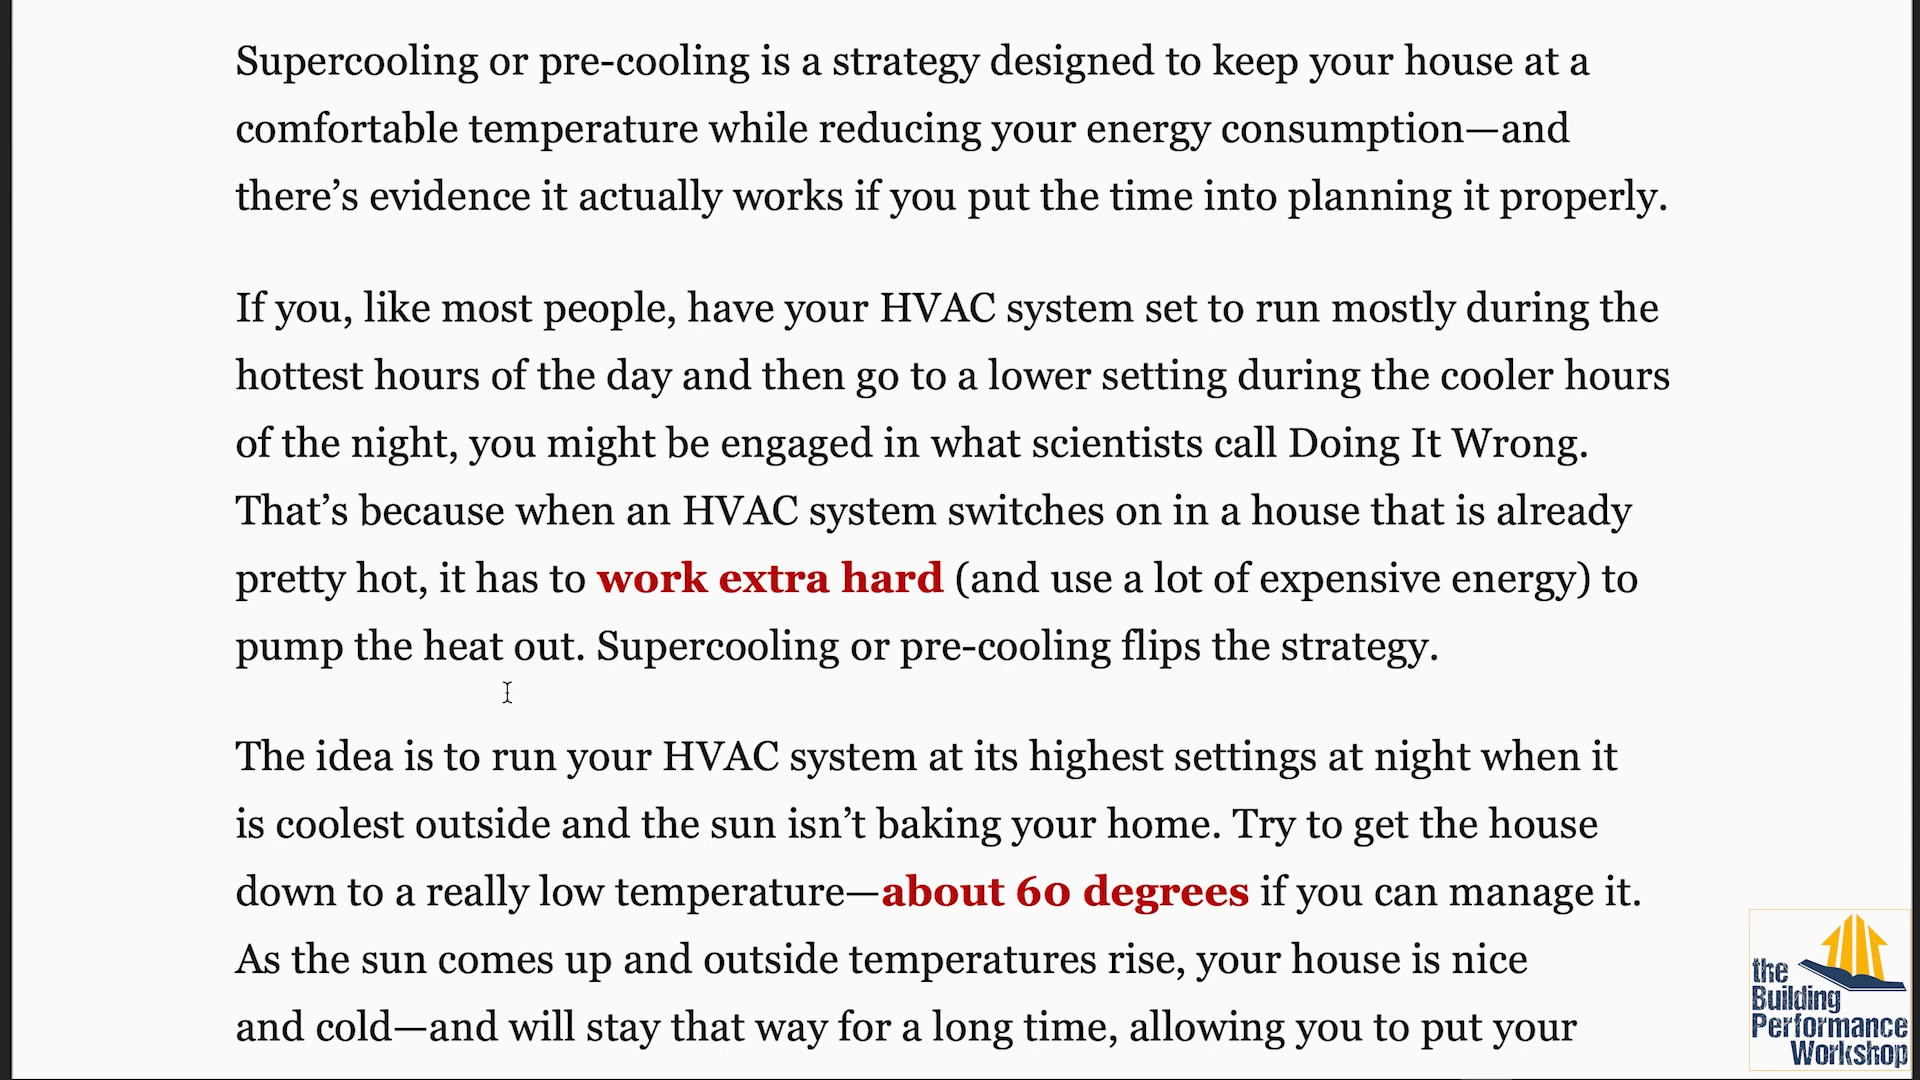 Supercooling or pre-cooling is a strategy designed to keep your house at a
comfortable temperature while reducing your energy consumption—and
there’s evidence it actually works if you put the time into planning it properly.
If you, like most people, have your HVAC system set to run mostly during the
hottest hours of the day and then go to a lower setting during the cooler hours
of the night, you might be engaged in what scientists call Doing It Wrong.
That’s because when an HVAC system switches on in a house that is already
pretty hot, it has to work extra hard (and use a lot of expensive energy) to
pump the heat out. Supercooling or pre-cooling flips the strategy.
The idea is to run your HVAC system at its highest settings at night when it
is coolest outside and the sun isn’t baking your home. Try to get the house
down to a really low temperature—about 60 degrees if you can manage it.
As the sun comes up and outside temperatures rise, your house is nice
and cold—and will stay that way for a long time, allowing you to put your
the
Building
Performance
Workshop